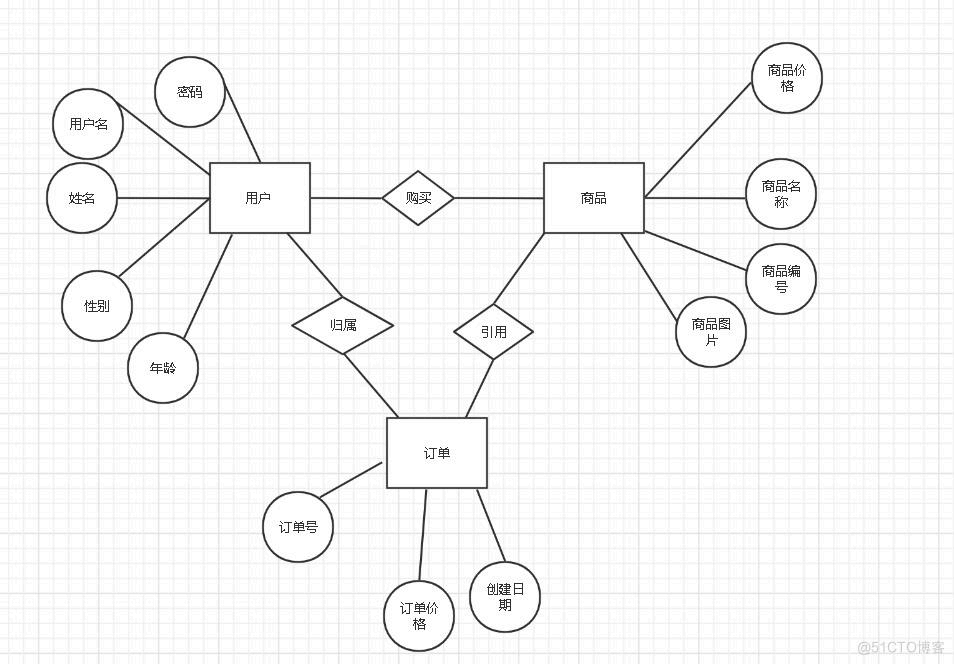 商品价
格
密码
用户名
姓名
用户
购买
商品
商品名
称
商品编
号
性别
归属
引用
商品图
片
年龄
订单
订单号
订单价
格
创建日
期
@51CTO博客